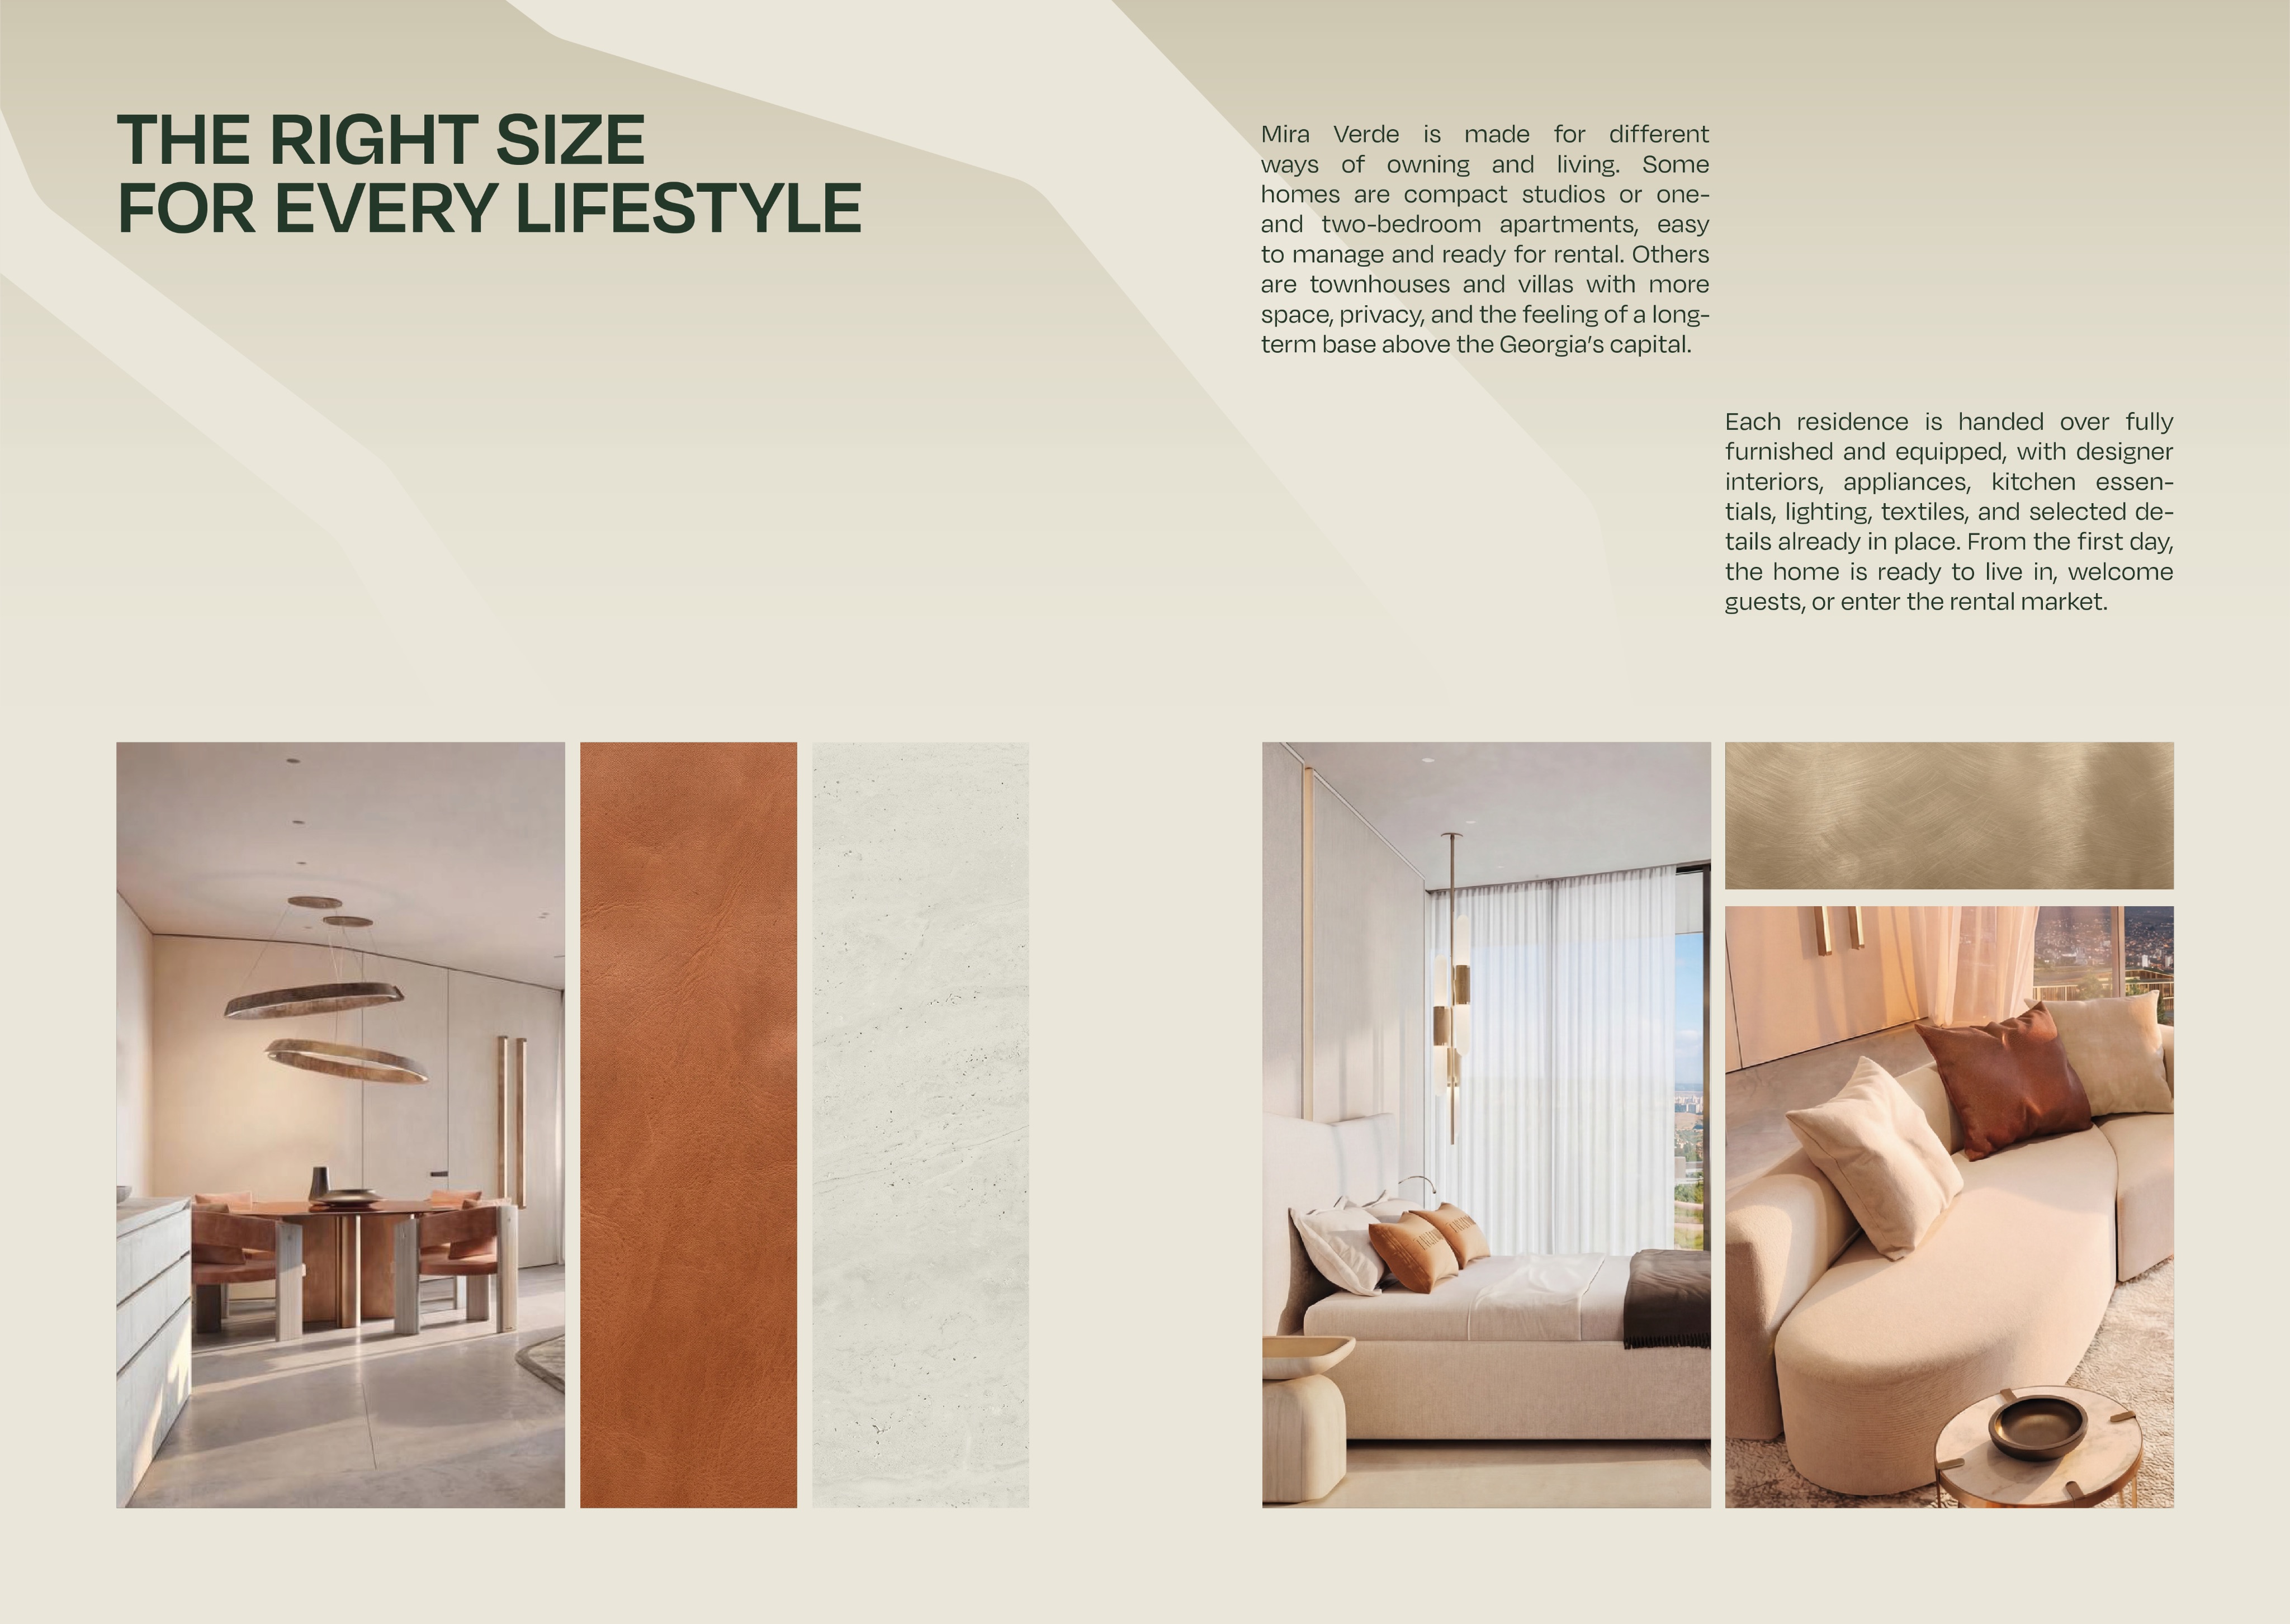 THE RIGHT SIZE
FOR EVERY LIFESTYLE
Mira Verde is made for different
ways of owning and living. Some
homes are compact studios or one-
and two-bedroom apartments, easy
to manage and ready for rental. Others
are townhouses and villas with more
space, privacy, and the feeling of a long-
term base above the Georgia's capital.
Each residence is handed over fully
furnished and equipped, with designer
interiors, appliances, kitchen essen-
tials, lighting, textiles, and selected de-
tails already in place. From the first day,
the home is ready to live in, welcome
guests, or enter the rental market.